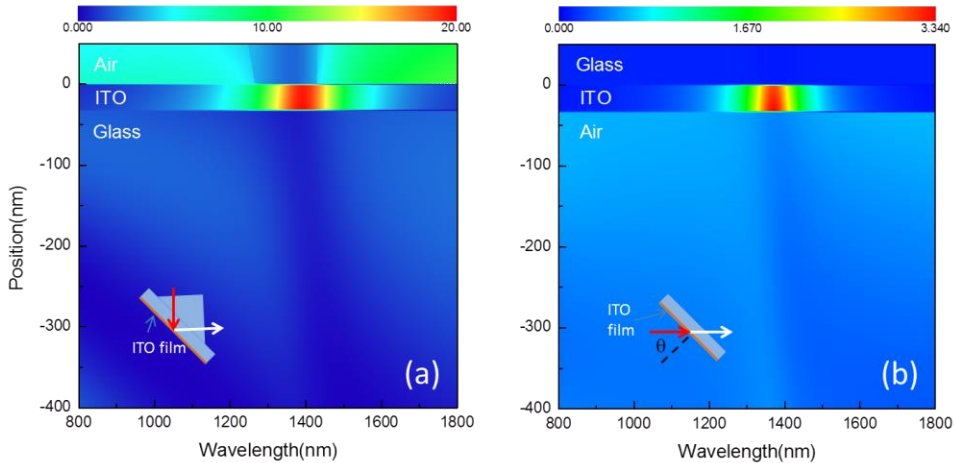 0.000 10.00 20.00
Air
ITO
Glass
0
-100
-200
-300
-400
Position(nm)
ITO film
(a)
800 1000 1200 1400 1600 1800
Wavelength(nm)
0.000 1.670 3.340
Glass
ITO
Air
0
-100
-200
-300
-400
ITO
film
θ
(b)
800 1000 1200 1400 1600 1800
Wavelength(nm)